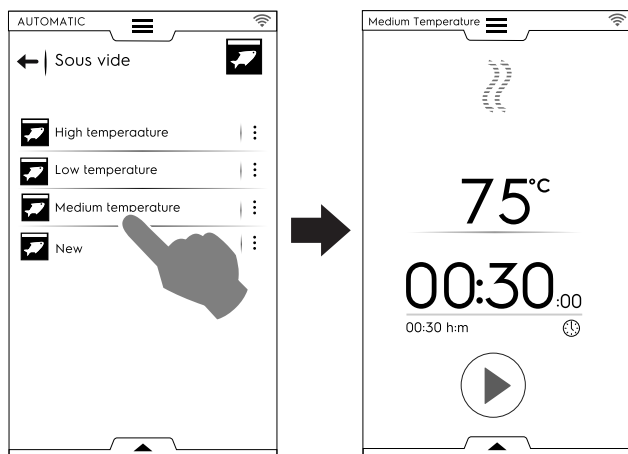 AUTOMATIC
Sous vide
High temperaature
Low temperature
Medium temperature
New
Medium Temperature
75°C
00:30:00
00:30 h:m